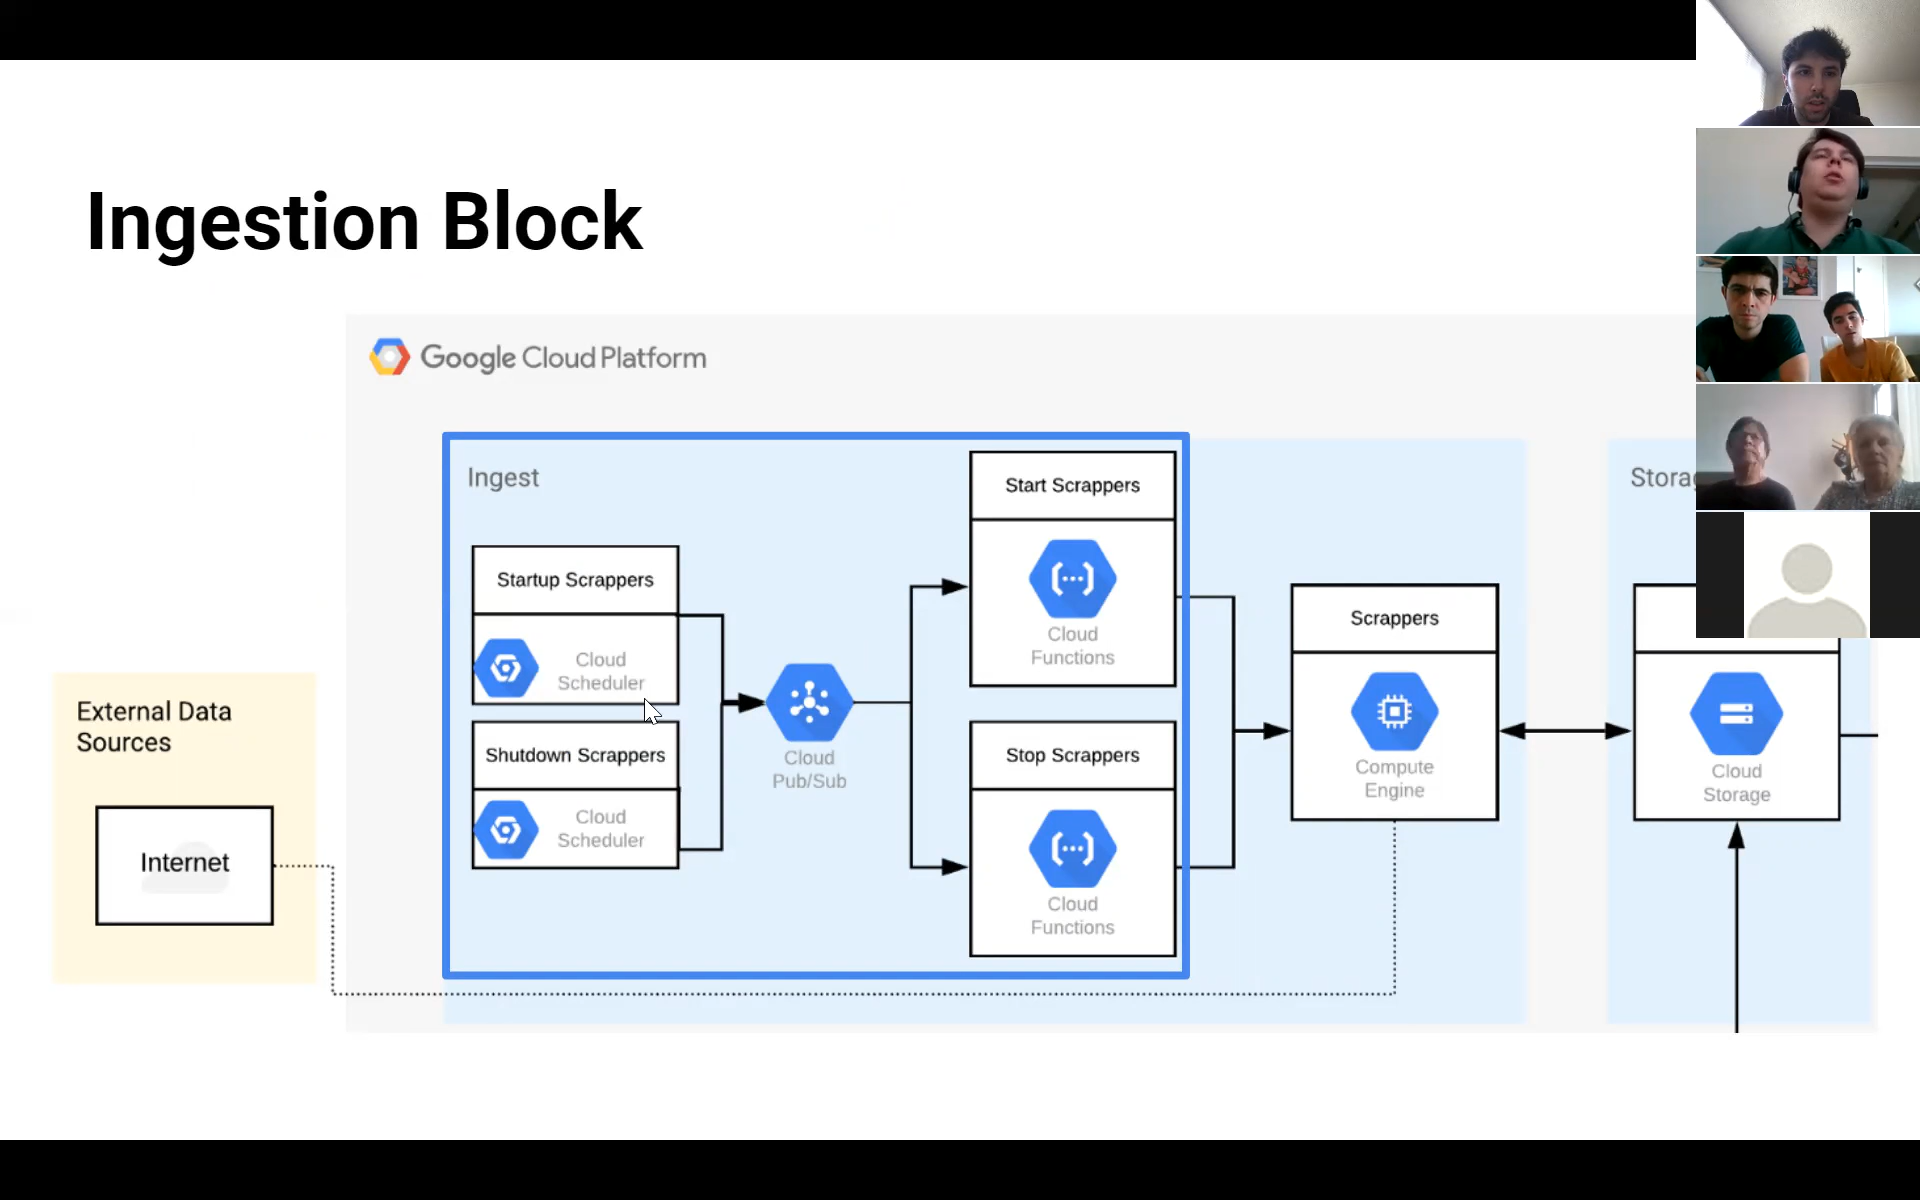 Ingestion Block
Google Cloud Platform
Ingest
Startup Scrappers
Cloud
Scheduler
Shutdown Scrappers
Cloud
Scheduler
Cloud
Pub/Sub
Start Scrappers
Cloud
Functions
Stop Scrappers
Cloud
Functions
Scrappers
Compute
Engine
Storag
Cloud
Storage
External Data
Sources
Internet